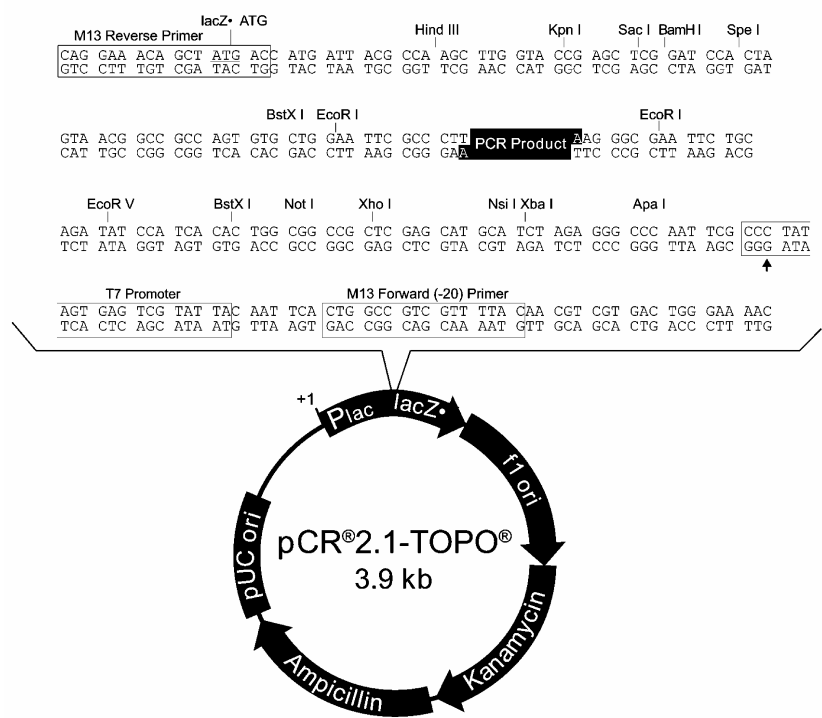 lacZ• ATG
M13 Reverse Primer
Hind III Kpn I Sac I BamH I Spe I
CAG GAA ACA GCT ATG ACC ATG ATT ACG CCA AGC TTG GTA CCG AGC TCG GAT CCA CTA
GTC CTT TGT CGA TAC TGG TAC TAA TGC GGT TCG AAC CAT GGC TCG AGC CTA GGT GAT
BstX I EcoR I EcoR I
GTA ACG GCC GCC AGT GTG CTG GAA TTC GCC CTT PCR Product AAG GGC GAA TTC TGC
CAT TGC CGG CGG TCA CAC GAC CTT AAG CGG GAA TTC CCG CTT AAG ACG
EcoR V BstX I Not I Xho I Nsi I Xba I Apa I
AGA TAT CCA TCA CAC TGG CGG CCG CTC GAG CAT GCA TCT AGA GGG CCC AAT TCG CCC TAT
TCT ATA GGT AGT GTG ACC GCC GGC GAG CTC GTA CGT AGA TCT CCC GGG TTA AGC GGG ATA
T7 Promoter M13 Forward (-20) Primer
AGT GAG TCG TAT TAC AAT TCA CTG GCC GTC GTT TTA CAA CGT CGT GAC TGG GAA AAC
TCA CTC AGC ATA ATG TTA AGT GAC CGG CAG CAA AAT GTT GCA GCA CTG ACC CTT TTG
+1
Plac lacZ•
f1 ori
pUC ori
pCR®2.1-TOPO®
3.9 kb
Kanamycin
Ampicillin